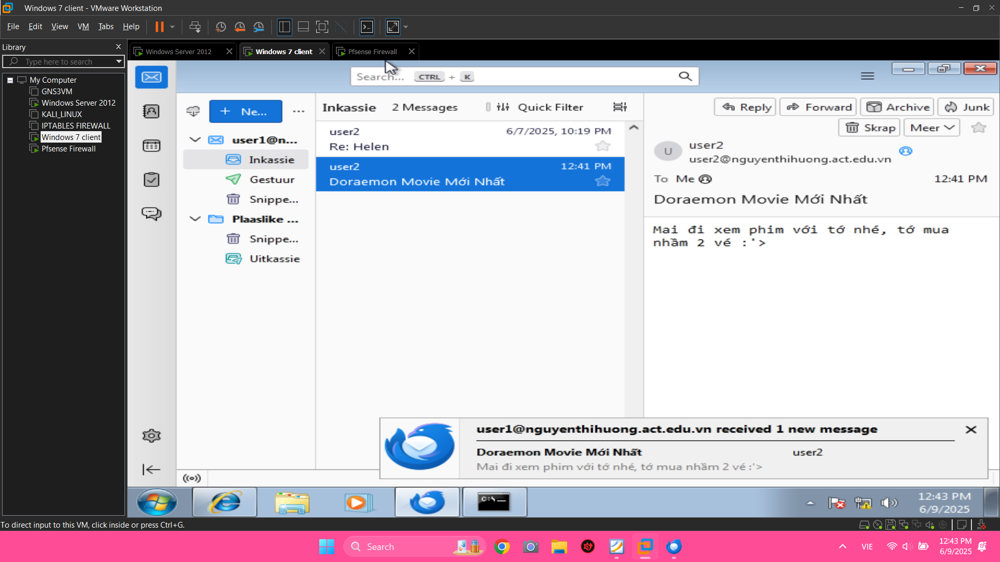 Windows 7 client - VMware Workstation
File Edit View VM Tabs Help
Library
Type here to search
My Computer
GNS3VM
Windows Server 2012
KALI_LINUX
IPTABLES FIREWALL
Windows 7 client
Pfsense Firewall
Windows Server 2012
Windows 7 client
Pfsense Firewall
Search... CTRL + K
Ne...
user1@n...
Inkassie
Gestuur
Snippe...
Plaaslike ...
Snippe...
Uitkassie
Inkassie 2 Messages Quick Filter
user2 6/7/2025, 10:19 PM
Re: Helen
user2 12:41 PM
Doraemon Movie Mới Nhất
Reply Forward Archive Junk
Skrap Meer
U
user2
user2@nguyenthihuong.act.edu.vn
To Me 12:41 PM
Doraemon Movie Mới Nhất
Mai đi xem phim với tớ nhé, tớ mua
nhầm 2 vé :'>
user1@nguyenthihuong.act.edu.vn received 1 new message
Doraemon Movie Mới Nhất user2
Mai đi xem phim với tớ nhé, tớ mua nhầm 2 vé :'>
C:\
12:43 PM
6/9/2025
To direct input to this VM, click inside or press Ctrl+G.
Search
VIE
12:43 PM
6/9/2025